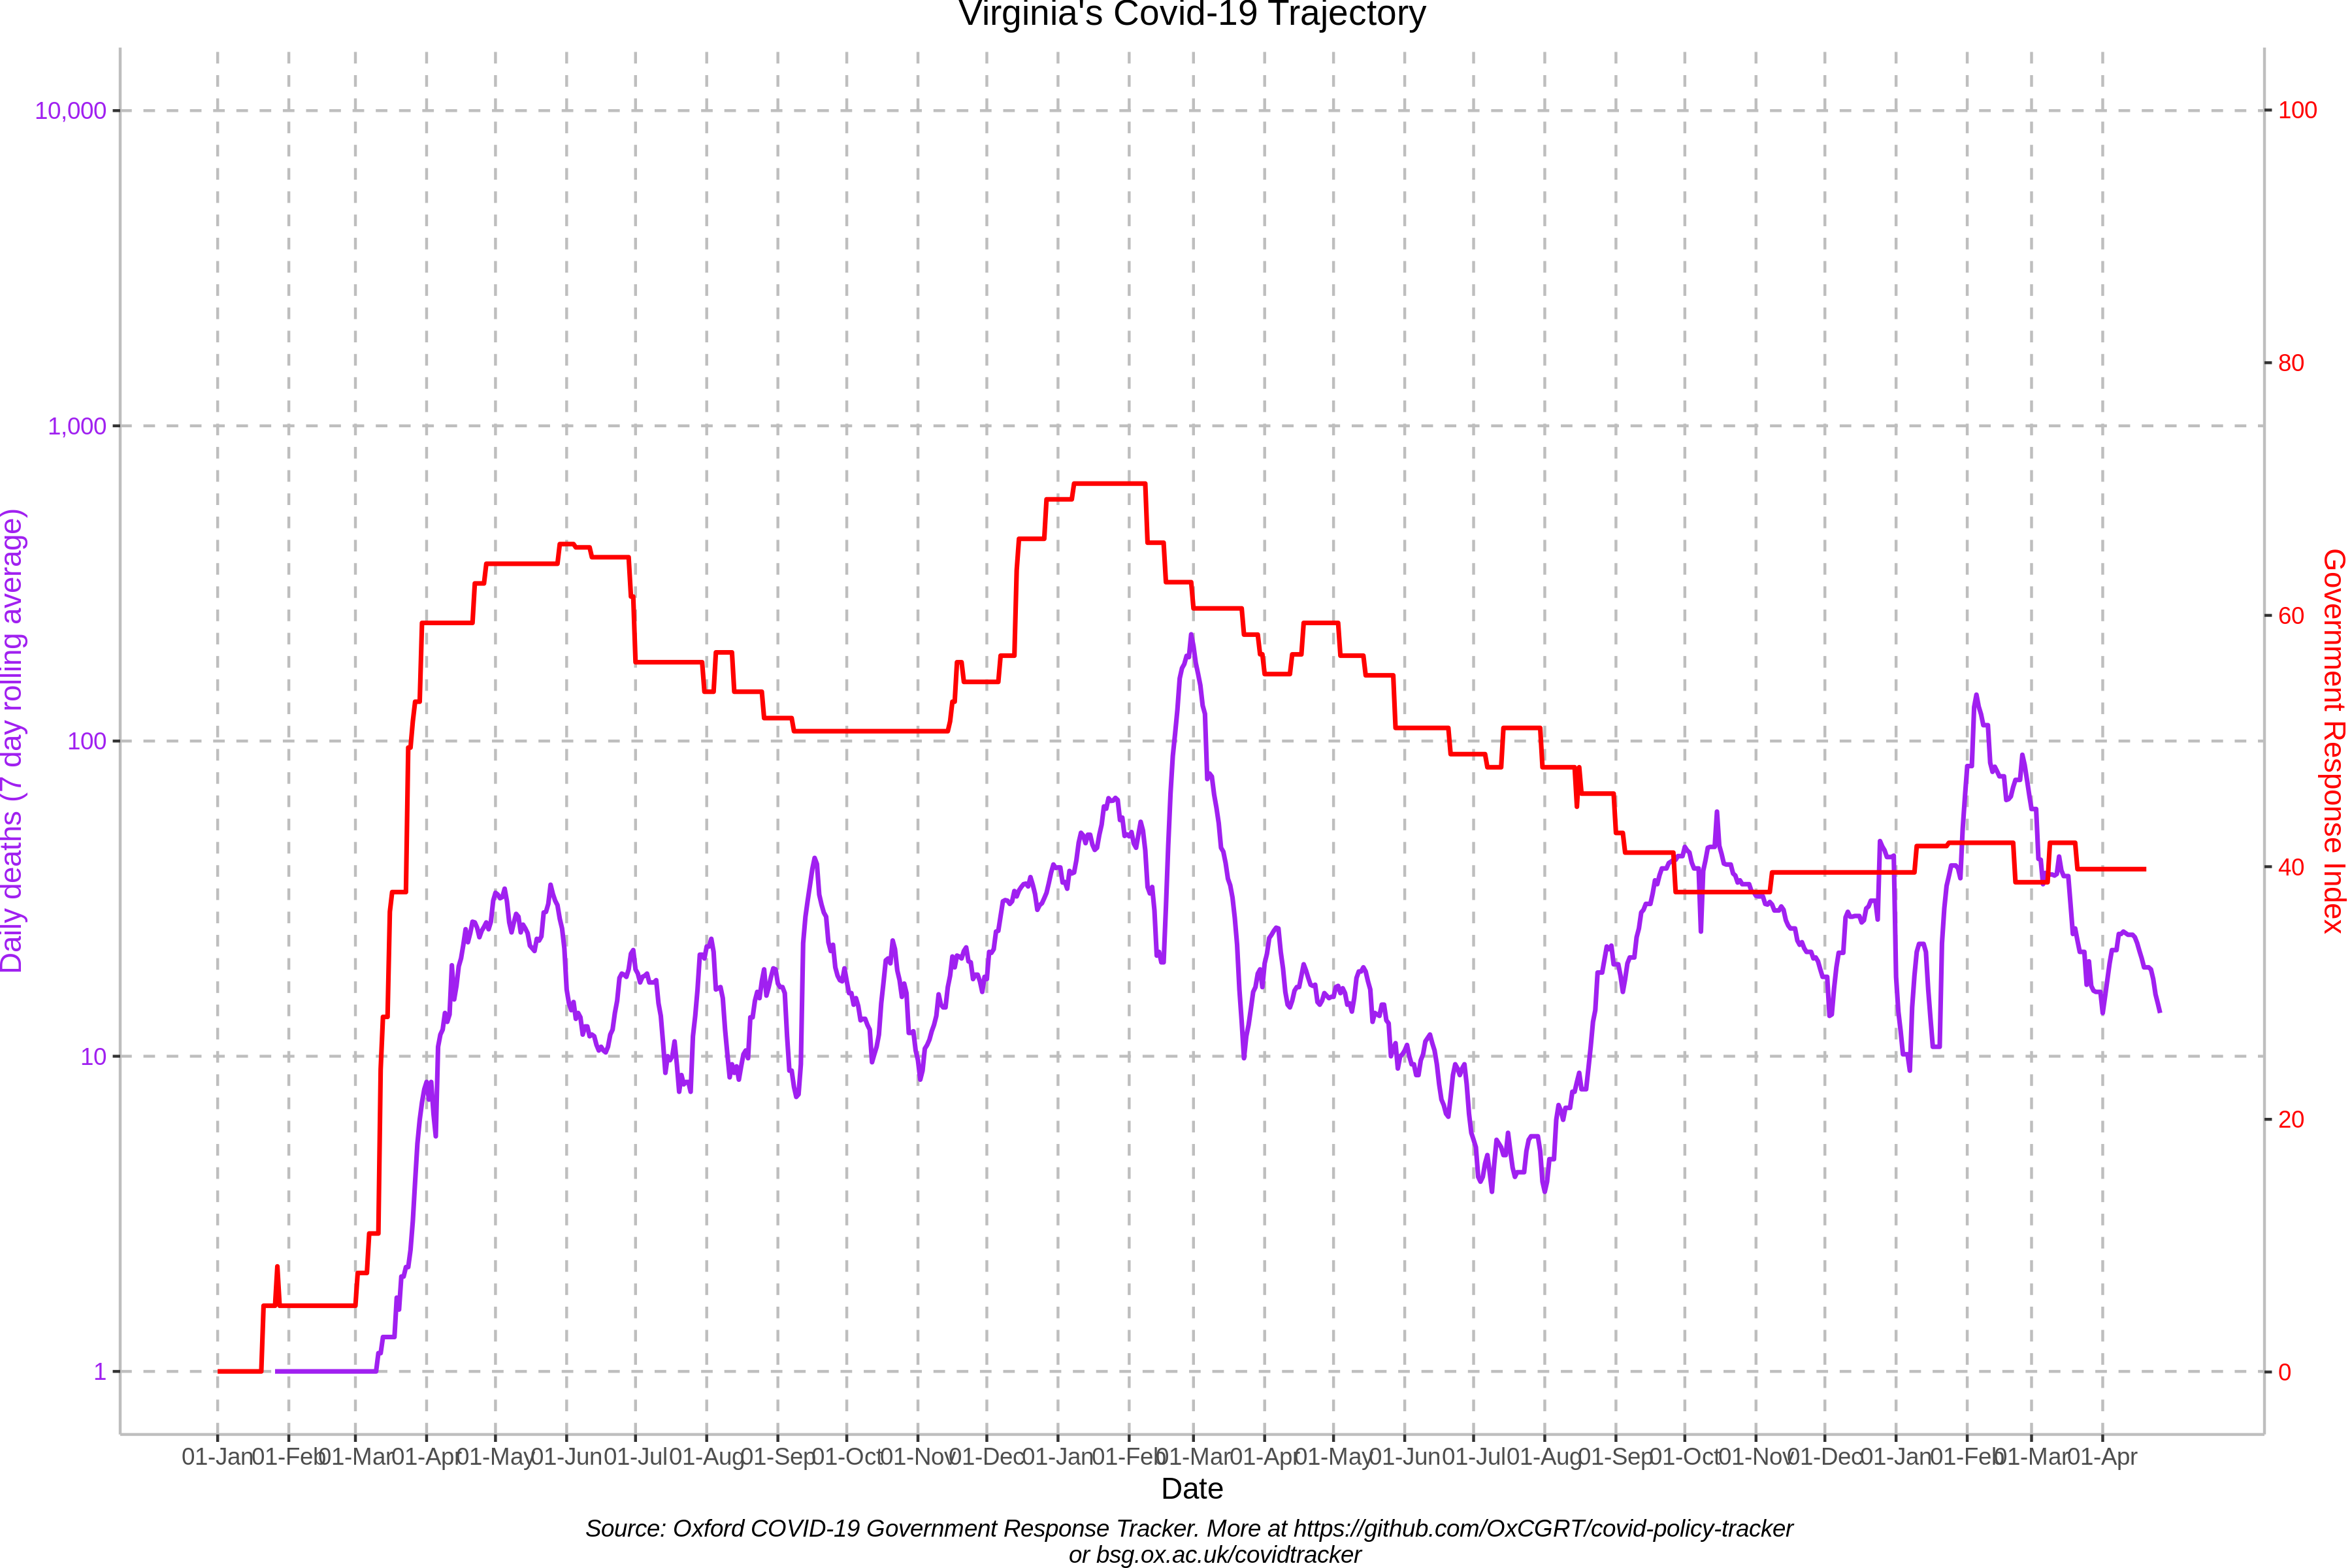 Virginia's Covid-19 Trajectory
Daily deaths (7 day rolling average)
10,000
1,000
100
10
1
100
80
60
40
20
0
Government Response Index
01-Jan 01-Feb 01-Mar 01-Apr 01-May 01-Jun 01-Jul 01-Aug 01-Sep 01-Oct 01-Nov 01-Dec 01-Jan 01-Feb 01-Mar 01-Apr 01-May 01-Jun 01-Jul 01-Aug 01-Sep 01-Oct 01-Nov 01-Dec 01-Jan 01-Feb 01-Mar 01-Apr
Date
Source: Oxford COVID-19 Government Response Tracker. More at https://github.com/OxCGRT/covid-policy-tracker
or bsg.ox.ac.uk/covidtracker